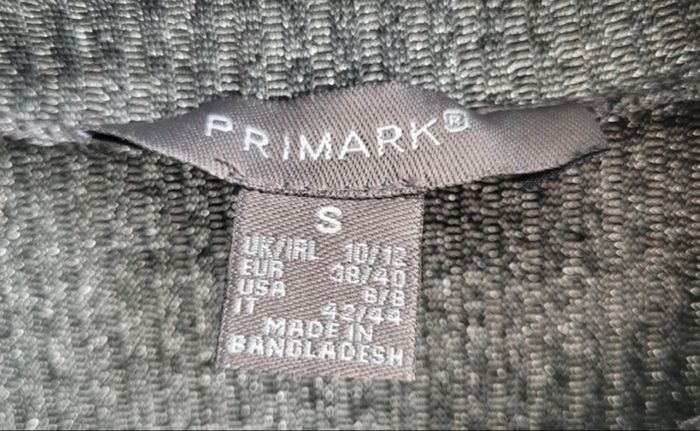 PRIMARK®
S
UK/IRL 10/12
EUR 38/40
USA 6/8
IT 42/44
MADE IN
BANGLADESH